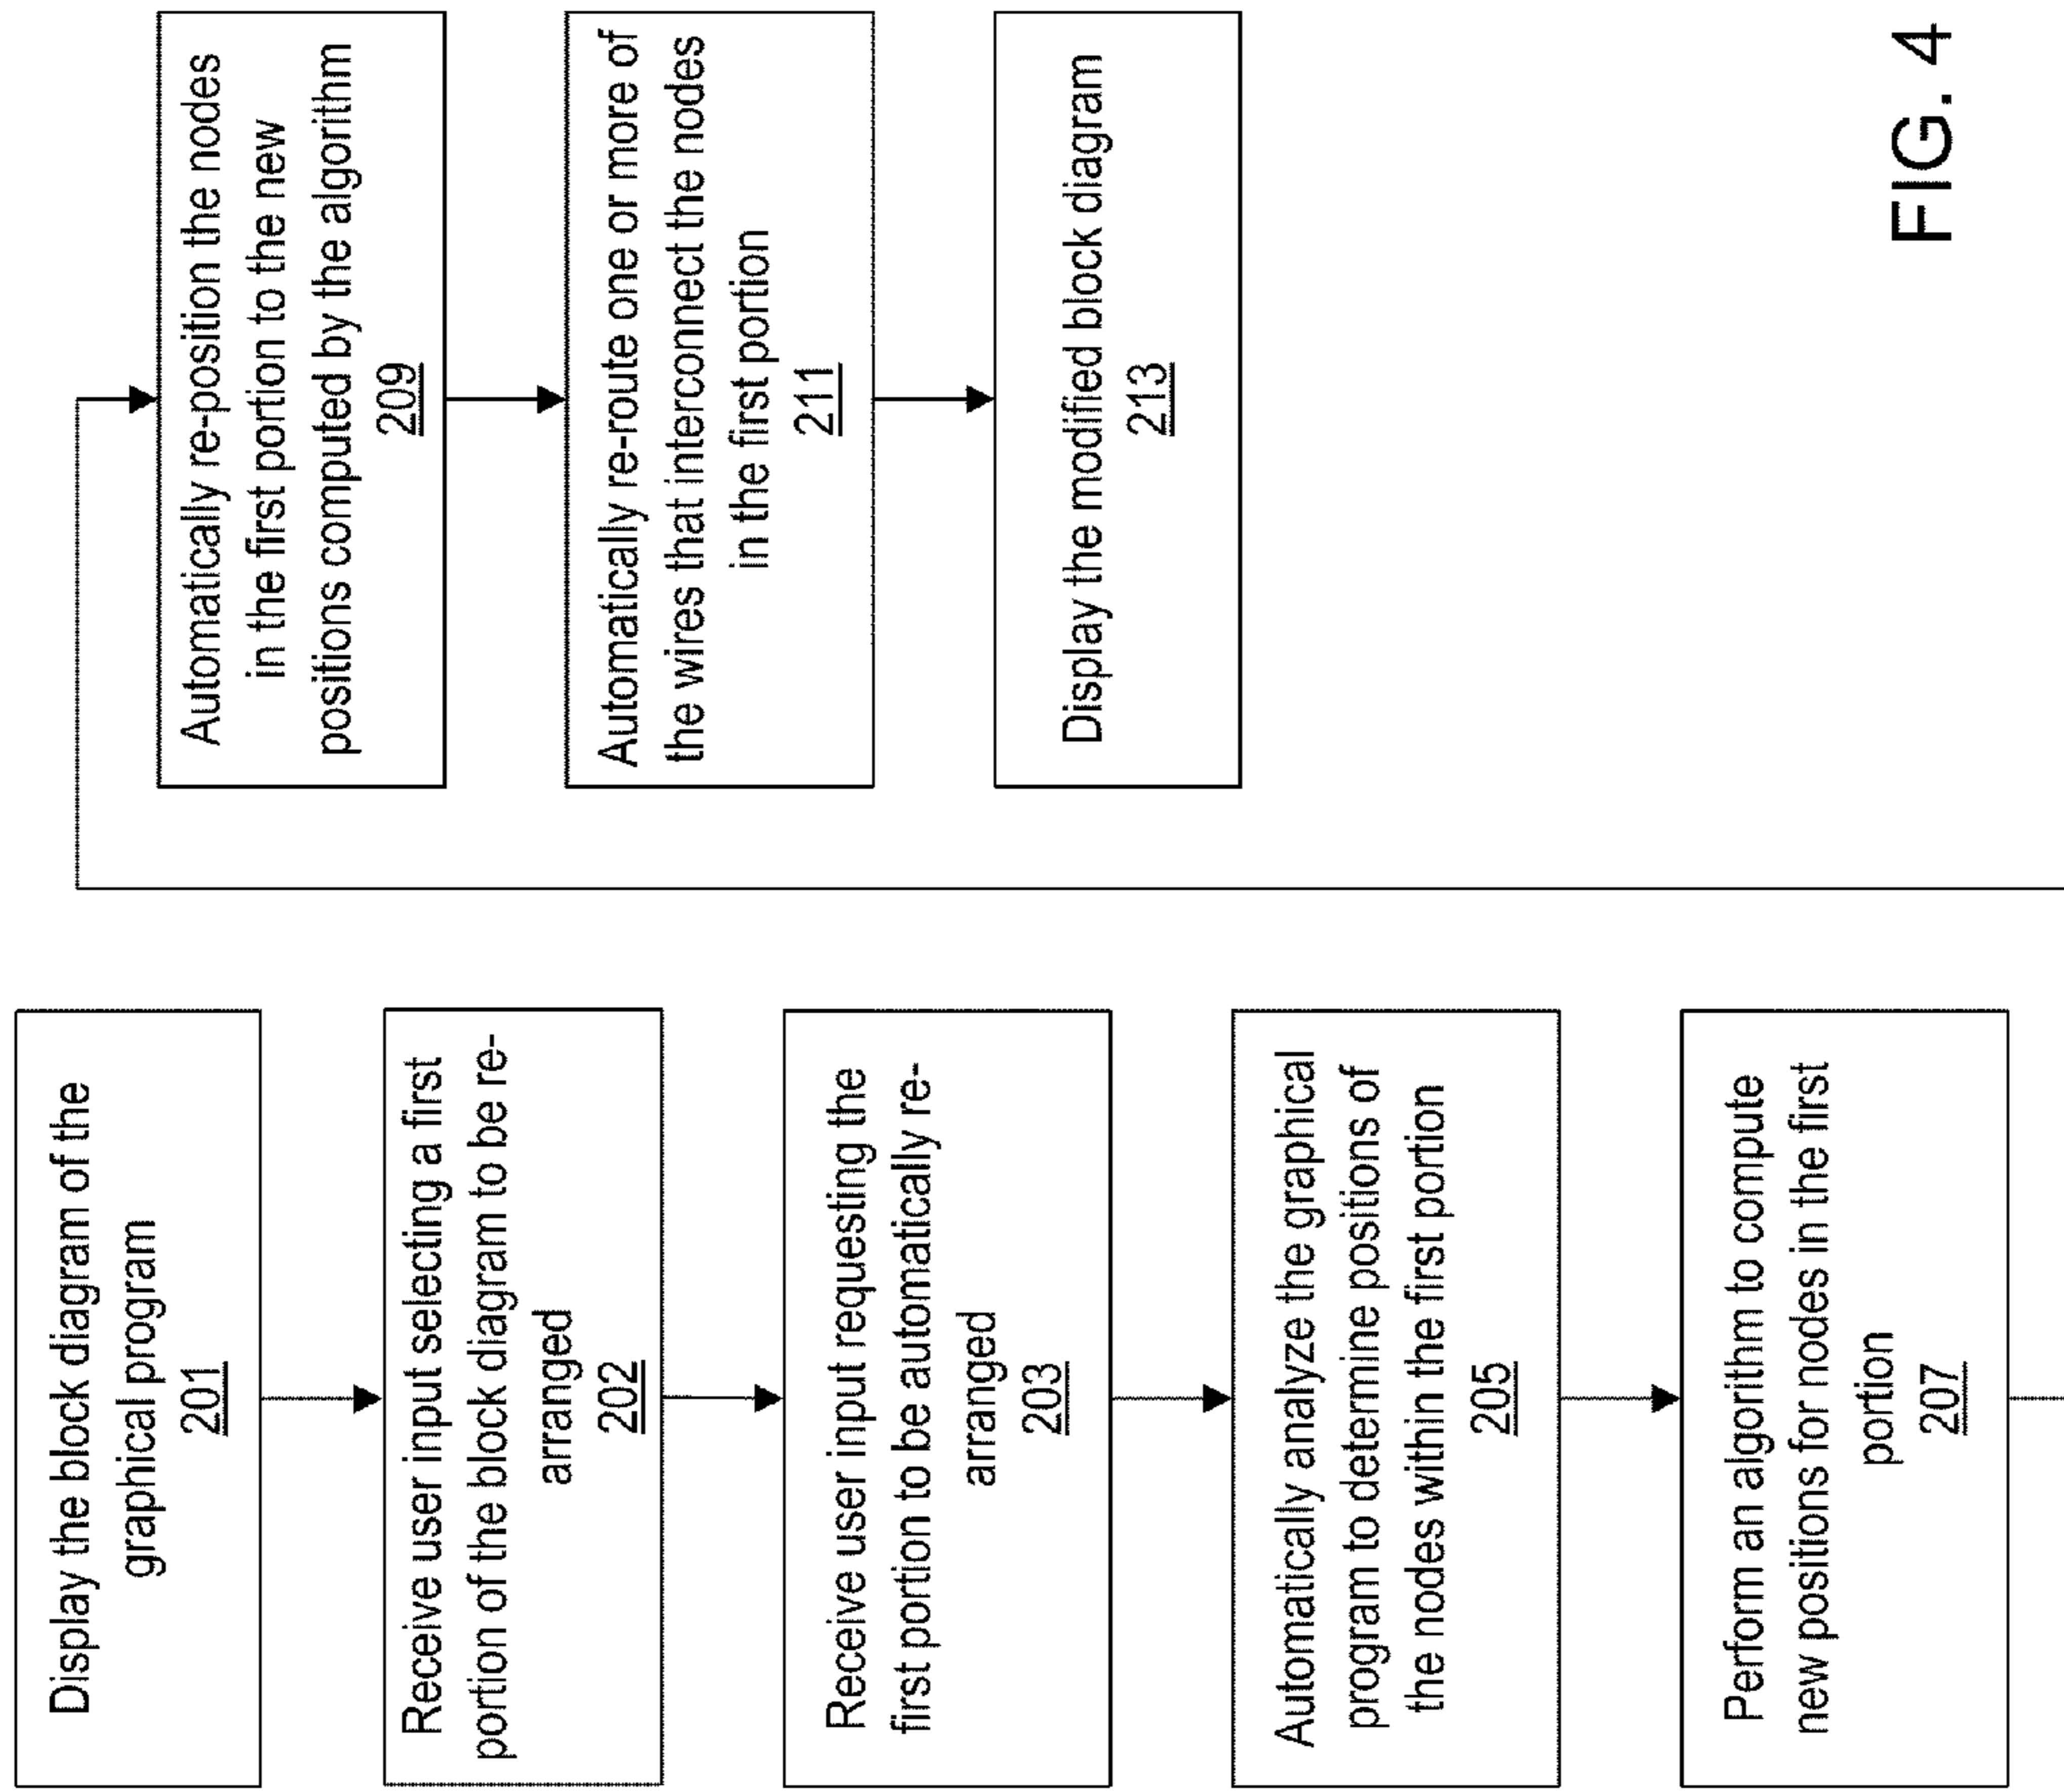 Display the block diagram of the
graphical program
201
Receive user input selecting a first
portion of the block diagram to be re-
arranged
202
Receive user input requesting the
first portion to be automatically re-
arranged
203
Automatically analyze the graphical
program to determine positions of
the nodes within the first portion
205
Perform an algorithm to compute
new positions for nodes in the first
portion
207
Automatically re-position the nodes
in the first portion to the new
positions computed by the algorithm
209
Automatically re-route one or more of
the wires that interconnect the nodes
in the first portion
211
Display the modified block diagram
213
FIG. 4